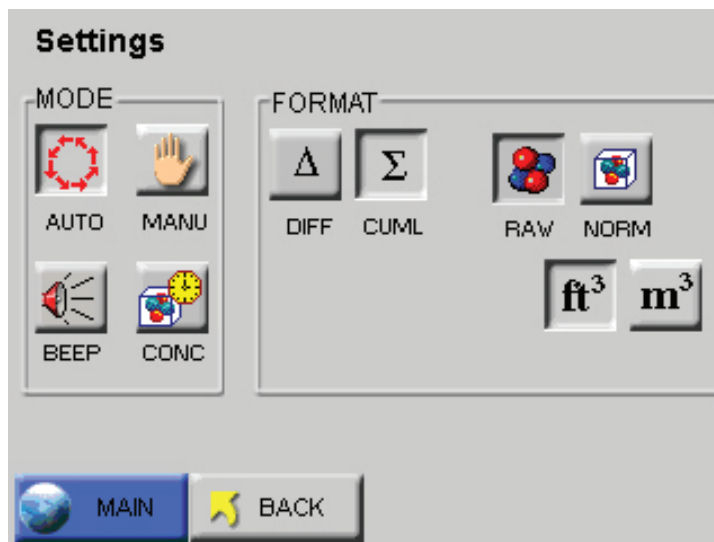 Settings
MODE
FORMAT
Δ Σ
AUTO MANU DIFF CUML RAW NORM
ft³ m³
BEEP CONC
MAIN BACK